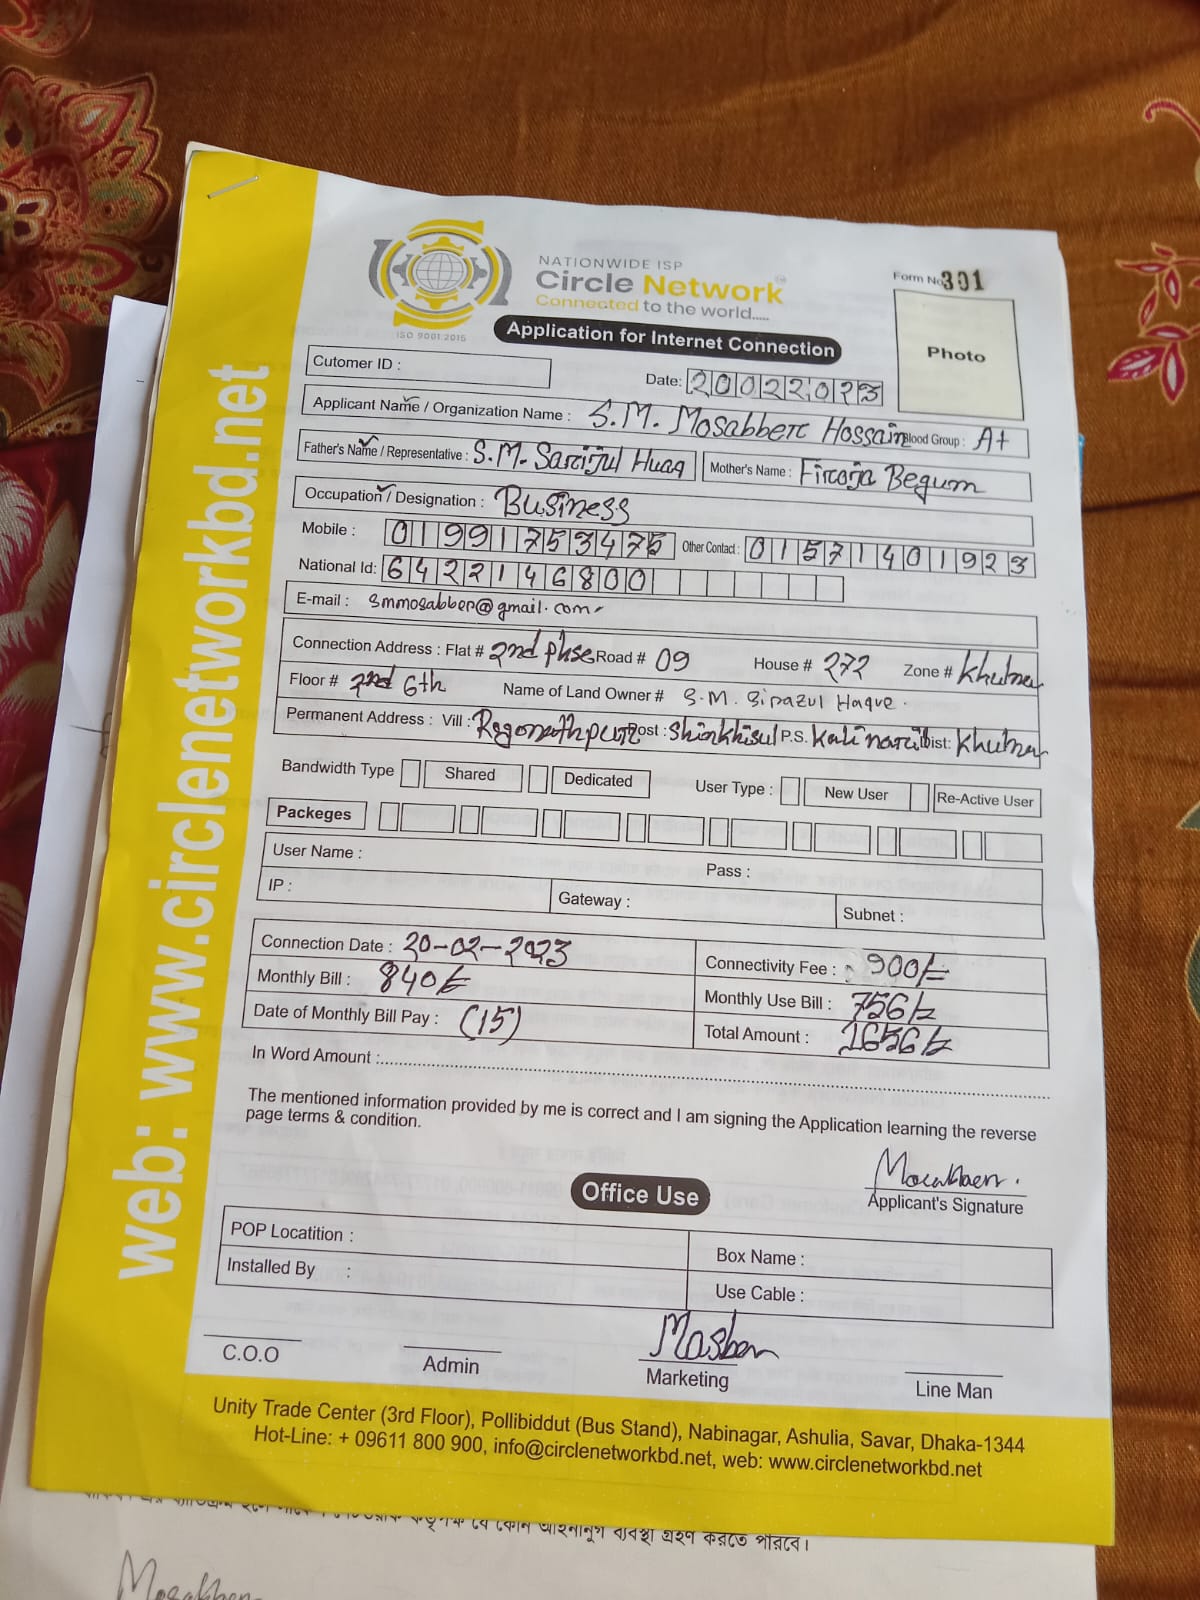 web: www.circlenetworkbd.net
NATIONWIDE ISP
Circle Network
Connected to the world.....
ISO 9001:2015
Form No. 301
Photo
Application for Internet Connection
Cutomer ID :
Date: 20022023
Applicant Name / Organization Name : S.M. Mosabberc Hossain Blood Group : A+
Father's Name / Representative : S.M. Sarcijul Huaq Mother's Name : Fircoja Begum
Occupation / Designation : Business
Mobile : 01991753475 Other Contact : 01571401923
National Id: 6422146800
E-mail : smmosabber@gmail.com
Connection Address : Flat # 2nd phse Road # 09 House # 272 Zone # Khulna
Floor # 6th Name of Land Owner # S.M. Sirazul Haque.
Permanent Address : Vill : Post : P.S. Dist: Khulna
Bandwidth Type Shared Dedicated User Type : New User Re-Active User
Packeges
User Name : Pass :
IP : Gateway : Subnet :
Connection Date : 20-02-2023 Connectivity Fee : 900/=
Monthly Bill : 840/= Monthly Use Bill : 756/=
Date of Monthly Bill Pay : (15) Total Amount : 1656/=
In Word Amount :
The mentioned information provided by me is correct and I am signing the Application learning the reverse
page terms & condition.
Applicant's Signature
Office Use
POP Locatition : Box Name :
Installed By : Use Cable :
C.O.O Admin Marketing Line Man
Unity Trade Center (3rd Floor), Pollibiddut (Bus Stand), Nabinagar, Ashulia, Savar, Dhaka-1344
Hot-Line: + 09611 800 900, info@circlenetworkbd.net, web: www.circlenetworkbd.net
যে কোন আইনানুগ ব্যবস্থা গ্রহণ করতে পারবে।